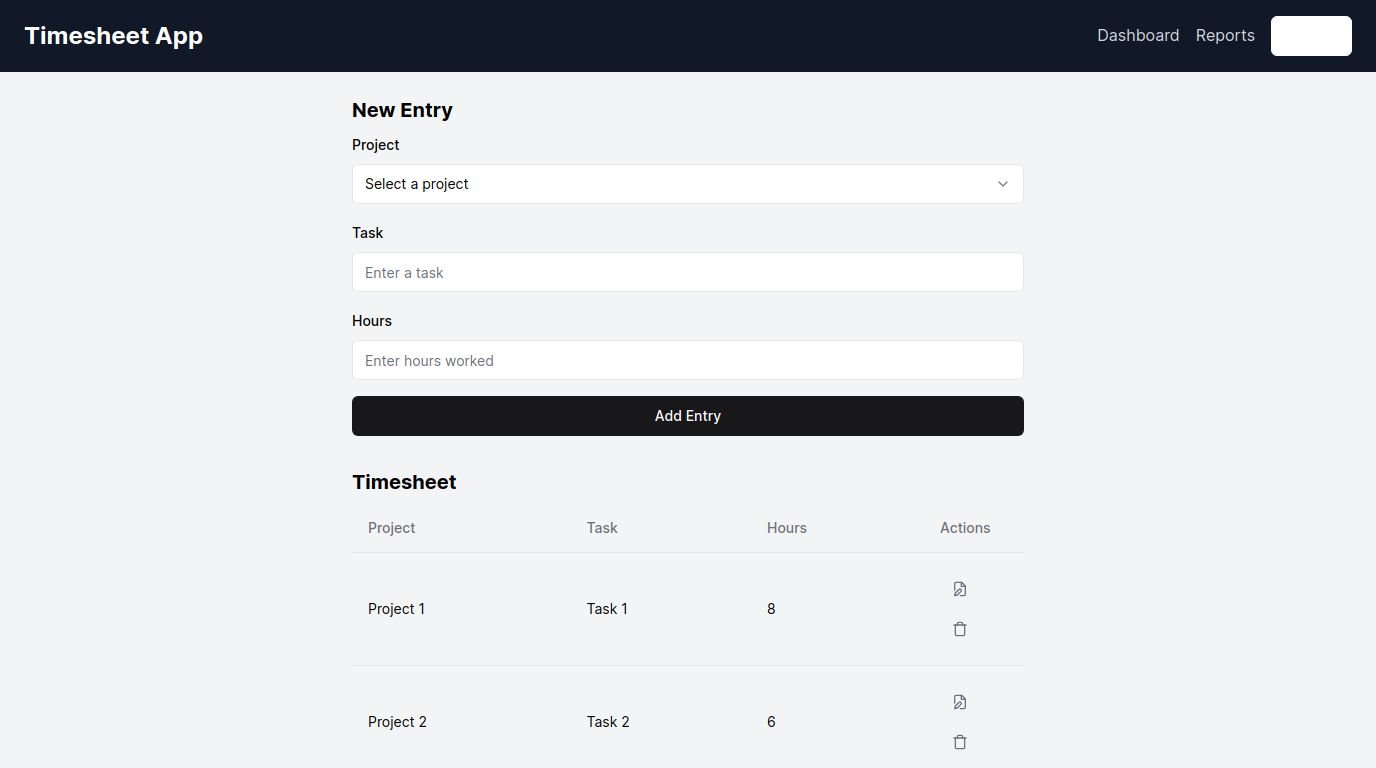 Timesheet App
Dashboard Reports
New Entry
Project
Select a project
Task
Enter a task
Hours
Enter hours worked
Add Entry
Timesheet
Project Task Hours Actions
Project 1 Task 1 8
Project 2 Task 2 6